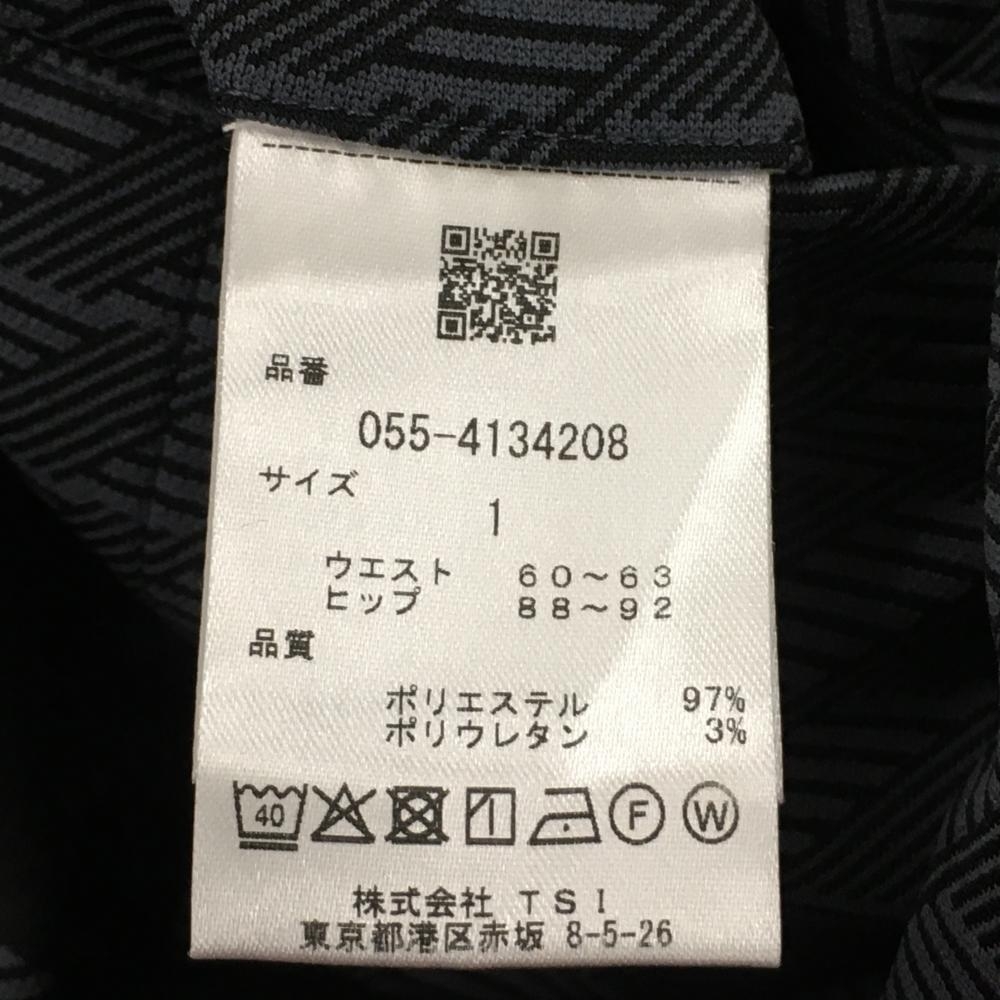 品番
055-4134208
サイズ
1
ウエスト 60～63
ヒップ 88～92
品質
ポリエステル 97%
ポリウレタン 3%
40 F W
株式会社 TSI
東京都港区赤坂 8-5-26